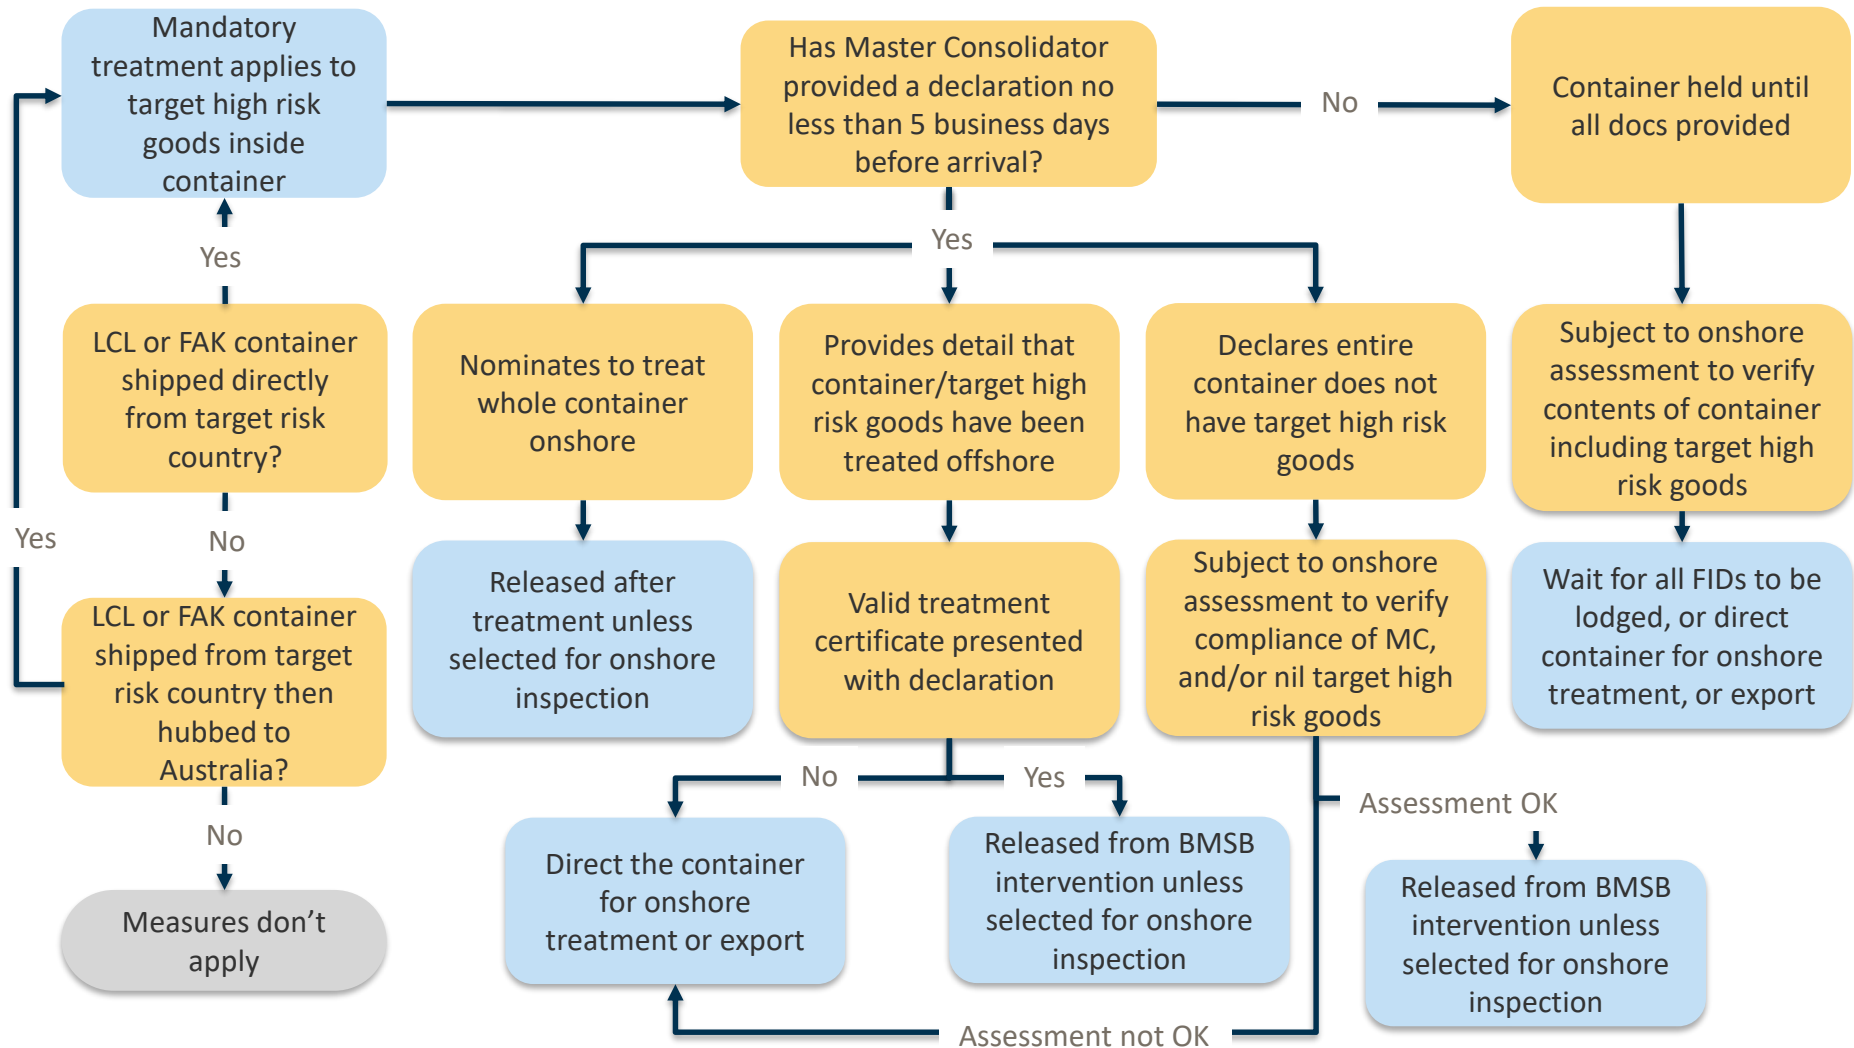 Mandatory
treatment applies to
target high risk
goods inside
container
Has Master Consolidator
provided a declaration no
less than 5 business days
before arrival?
No
Container held until
all docs provided
Yes
Yes
LCL or FAK container
shipped directly
from target risk
country?
Nominates to treat
whole container
onshore
Provides detail that
container/target high
risk goods have been
treated offshore
Declares entire
container does not
have target high risk
goods
Subject to onshore
assessment to verify
contents of container
including target high
risk goods
Yes
No
LCL or FAK container
shipped from target
risk country then
hubbed to
Australia?
Released after
treatment unless
selected for onshore
inspection
Valid treatment
certificate presented
with declaration
Subject to onshore
assessment to verify
compliance of MC,
and/or nil target high
risk goods
Wait for all FIDs to be
lodged, or direct
container for onshore
treatment, or export
No
No
Yes
Assessment OK
Measures don’t
apply
Direct the container
for onshore
treatment or export
Released from BMSB
intervention unless
selected for onshore
inspection
Released from BMSB
intervention unless
selected for onshore
inspection
Assessment not OK